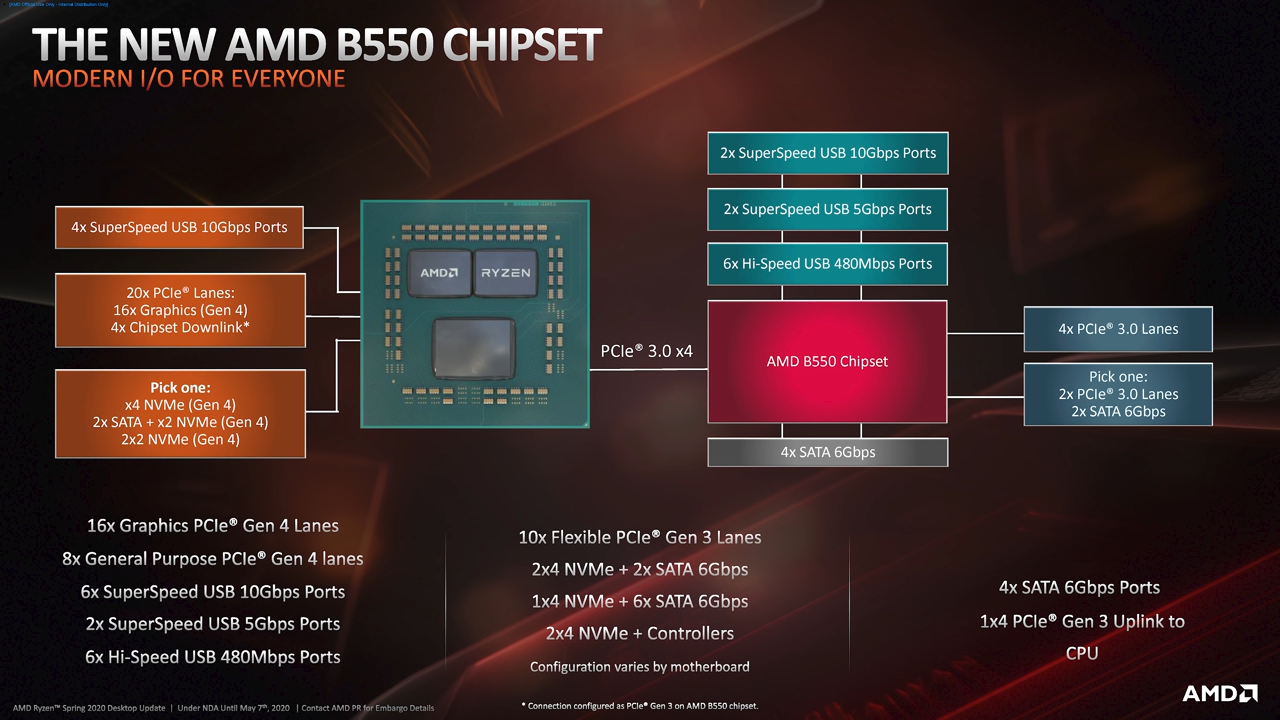 [AMD Official Use Only - Internal Distribution Only]
THE NEW AMD B550 CHIPSET
MODERN I/O FOR EVERYONE
4x SuperSpeed USB 10Gbps Ports
20x PCIe® Lanes:
16x Graphics (Gen 4)
4x Chipset Downlink*
Pick one:
x4 NVMe (Gen 4)
2x SATA + x2 NVMe (Gen 4)
2x2 NVMe (Gen 4)
AMD
RYZEN
PCIe® 3.0 x4
2x SuperSpeed USB 10Gbps Ports
2x SuperSpeed USB 5Gbps Ports
6x Hi-Speed USB 480Mbps Ports
AMD B550 Chipset
4x SATA 6Gbps
4x PCIe® 3.0 Lanes
Pick one:
2x PCIe® 3.0 Lanes
2x SATA 6Gbps
16x Graphics PCIe® Gen 4 Lanes
8x General Purpose PCIe® Gen 4 lanes
6x SuperSpeed USB 10Gbps Ports
2x SuperSpeed USB 5Gbps Ports
6x Hi-Speed USB 480Mbps Ports
10x Flexible PCIe® Gen 3 Lanes
2x4 NVMe + 2x SATA 6Gbps
1x4 NVMe + 6x SATA 6Gbps
2x4 NVMe + Controllers
Configuration varies by motherboard
4x SATA 6Gbps Ports
1x4 PCIe® Gen 3 Uplink to
CPU
AMD
AMD Ryzen™ Spring 2020 Desktop Update | Under NDA Until May 7th, 2020 | Contact AMD PR for Embargo Details
* Connection configured as PCIe® Gen 3 on AMD B550 chipset.